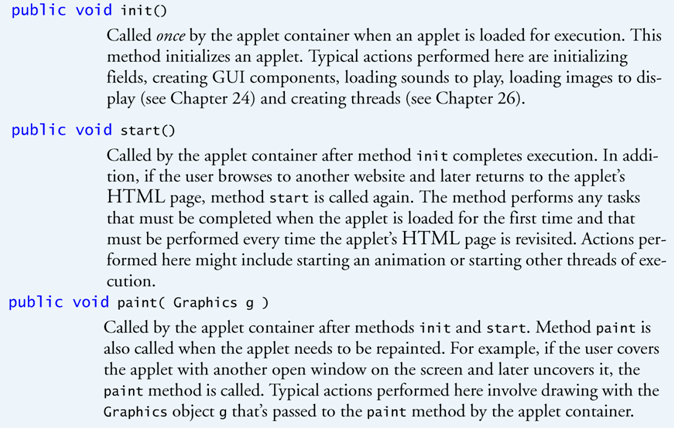 public void init()
Called once by the applet container when an applet is loaded for execution. This
method initializes an applet. Typical actions performed here are initializing
fields, creating GUI components, loading sounds to play, loading images to dis-
play (see Chapter 24) and creating threads (see Chapter 26).
public void start()
Called by the applet container after method init completes execution. In addi-
tion, if the user browses to another website and later returns to the applet's
HTML page, method start is called again. The method performs any tasks
that must be completed when the applet is loaded for the first time and that
must be performed every time the applet's HTML page is revisited. Actions per-
formed here might include starting an animation or starting other threads of exe-
cution.
public void paint( Graphics g )
Called by the applet container after methods init and start. Method paint is
also called when the applet needs to be repainted. For example, if the user covers
the applet with another open window on the screen and later uncovers it, the
paint method is called. Typical actions performed here involve drawing with the
Graphics object g that's passed to the paint method by the applet container.